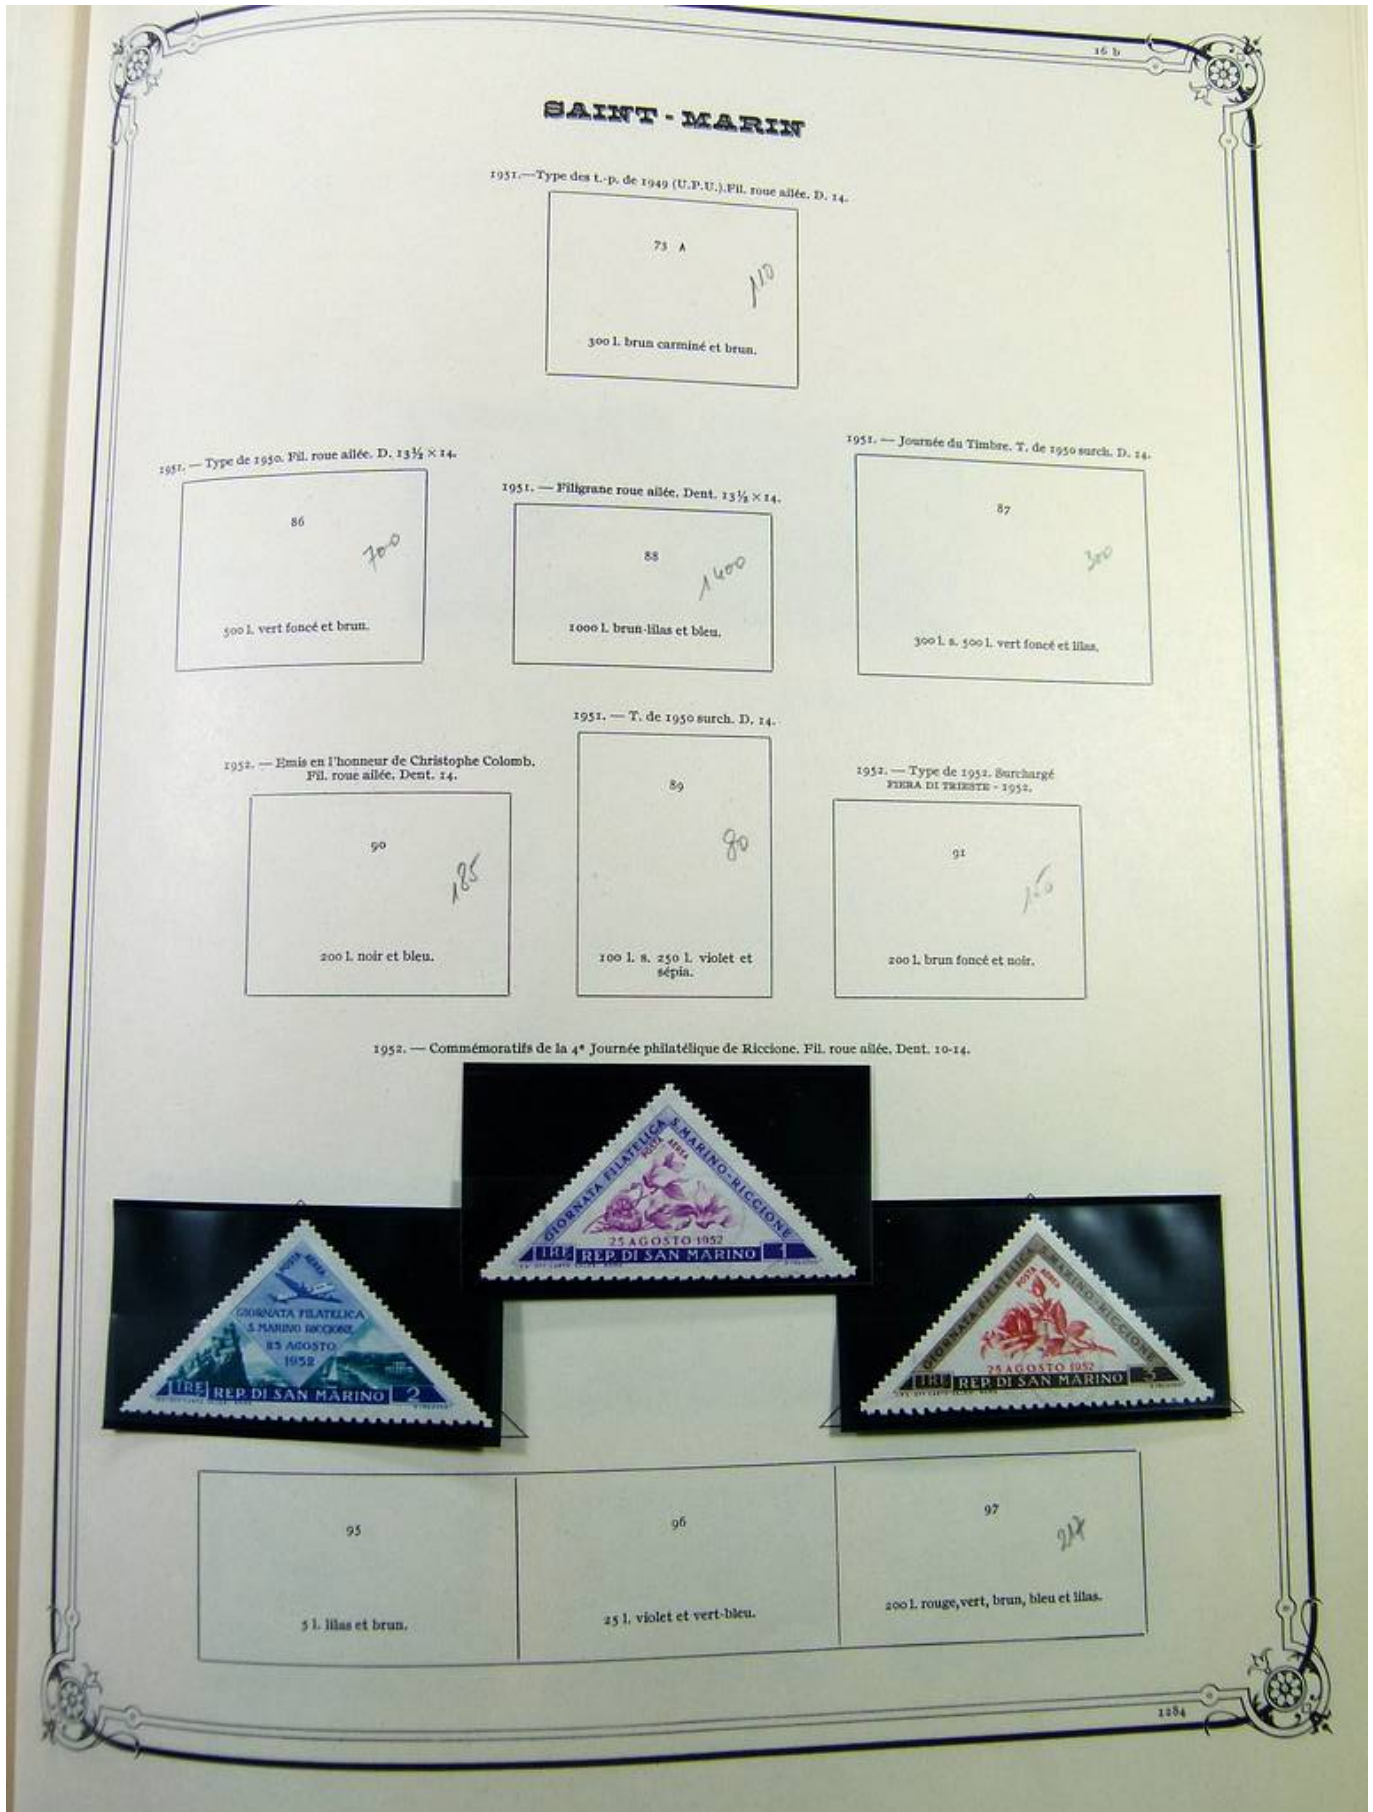 16 b
SAINT - MARIN
1951.—Type des t.-p. de 1949 (U.P.U.).Fil. roue ailée. D. 14.
73 A
110
300 l. brun carminé et brun.
1951. — Type de 1950. Fil. roue ailée. D. 13½ × 14.
86
700
500 l. vert foncé et brun.
1951. — Filigrane roue ailée. Dent. 13½ × 14.
88
1400
1000 l. brun-lilas et bleu.
1951. — Journée du Timbre. T. de 1950 surch. D. 14.
87
300
300 l. s. 500 l. vert foncé et lilas.
1952. — Emis en l'honneur de Christophe Colomb.
Fil. roue ailée. Dent. 14.
90
185
200 l. noir et bleu.
1951. — T. de 1950 surch. D. 14.
89
80
100 l. s. 250 l. violet et
sépia.
1952. — Type de 1952. Surchargé
FIERA DI TRIESTE - 1952.
91
200 l. brun foncé et noir.
1952. — Commémoratifs de la 4e Journée philatélique de Riccione. Fil. roue ailée. Dent. 10-14.
POSTA AEREA
GIORNATA FILATELICA
S. MARINO RICCIONE
25 AGOSTO
1952
LIRE REP. DI SAN MARINO 2
GIORNATA FILATELICA S. MARINO-RICCIONE
POSTA AEREA
25 AGOSTO 1952
LIRE REP. DI SAN MARINO 1
GIORNATA FILATELICA S. MARINO-RICCIONE
POSTA AEREA
25 AGOSTO 1952
LIRE REP. DI SAN MARINO 3
95
5 l. lilas et brun.
96
25 l. violet et vert-bleu.
97
200 l. rouge, vert, brun, bleu et lilas.
1284